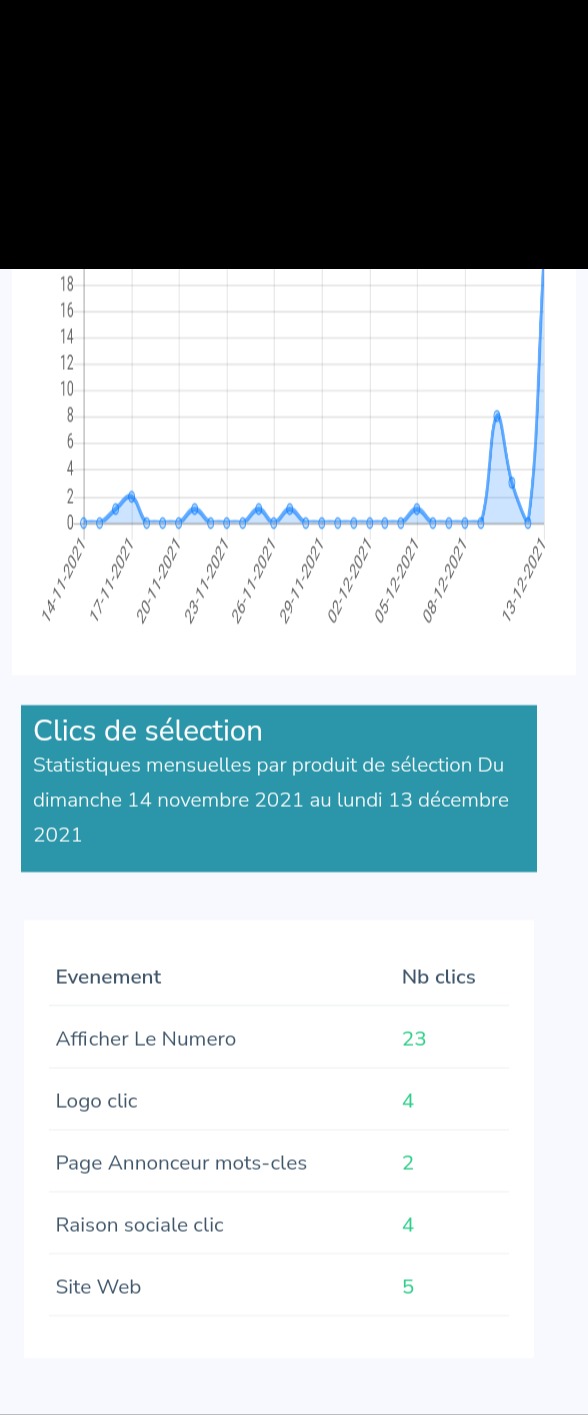 18
16
14
12
10
8
6
4
2
0
14-11-2021
17-11-2021
20-11-2021
23-11-2021
26-11-2021
29-11-2021
02-12-2021
05-12-2021
08-12-2021
13-12-2021
Clics de sélection
Statistiques mensuelles par produit de sélection Du
dimanche 14 novembre 2021 au lundi 13 décembre
2021
Evenement Nb clics
Afficher Le Numero 23
Logo clic 4
Page Annonceur mots-cles 2
Raison sociale clic 4
Site Web 5